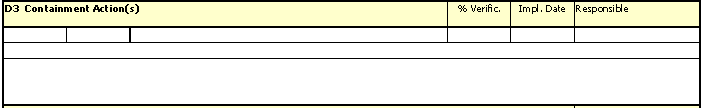 D3 Containment Action(s) % Verific. Impl. Date Responsible